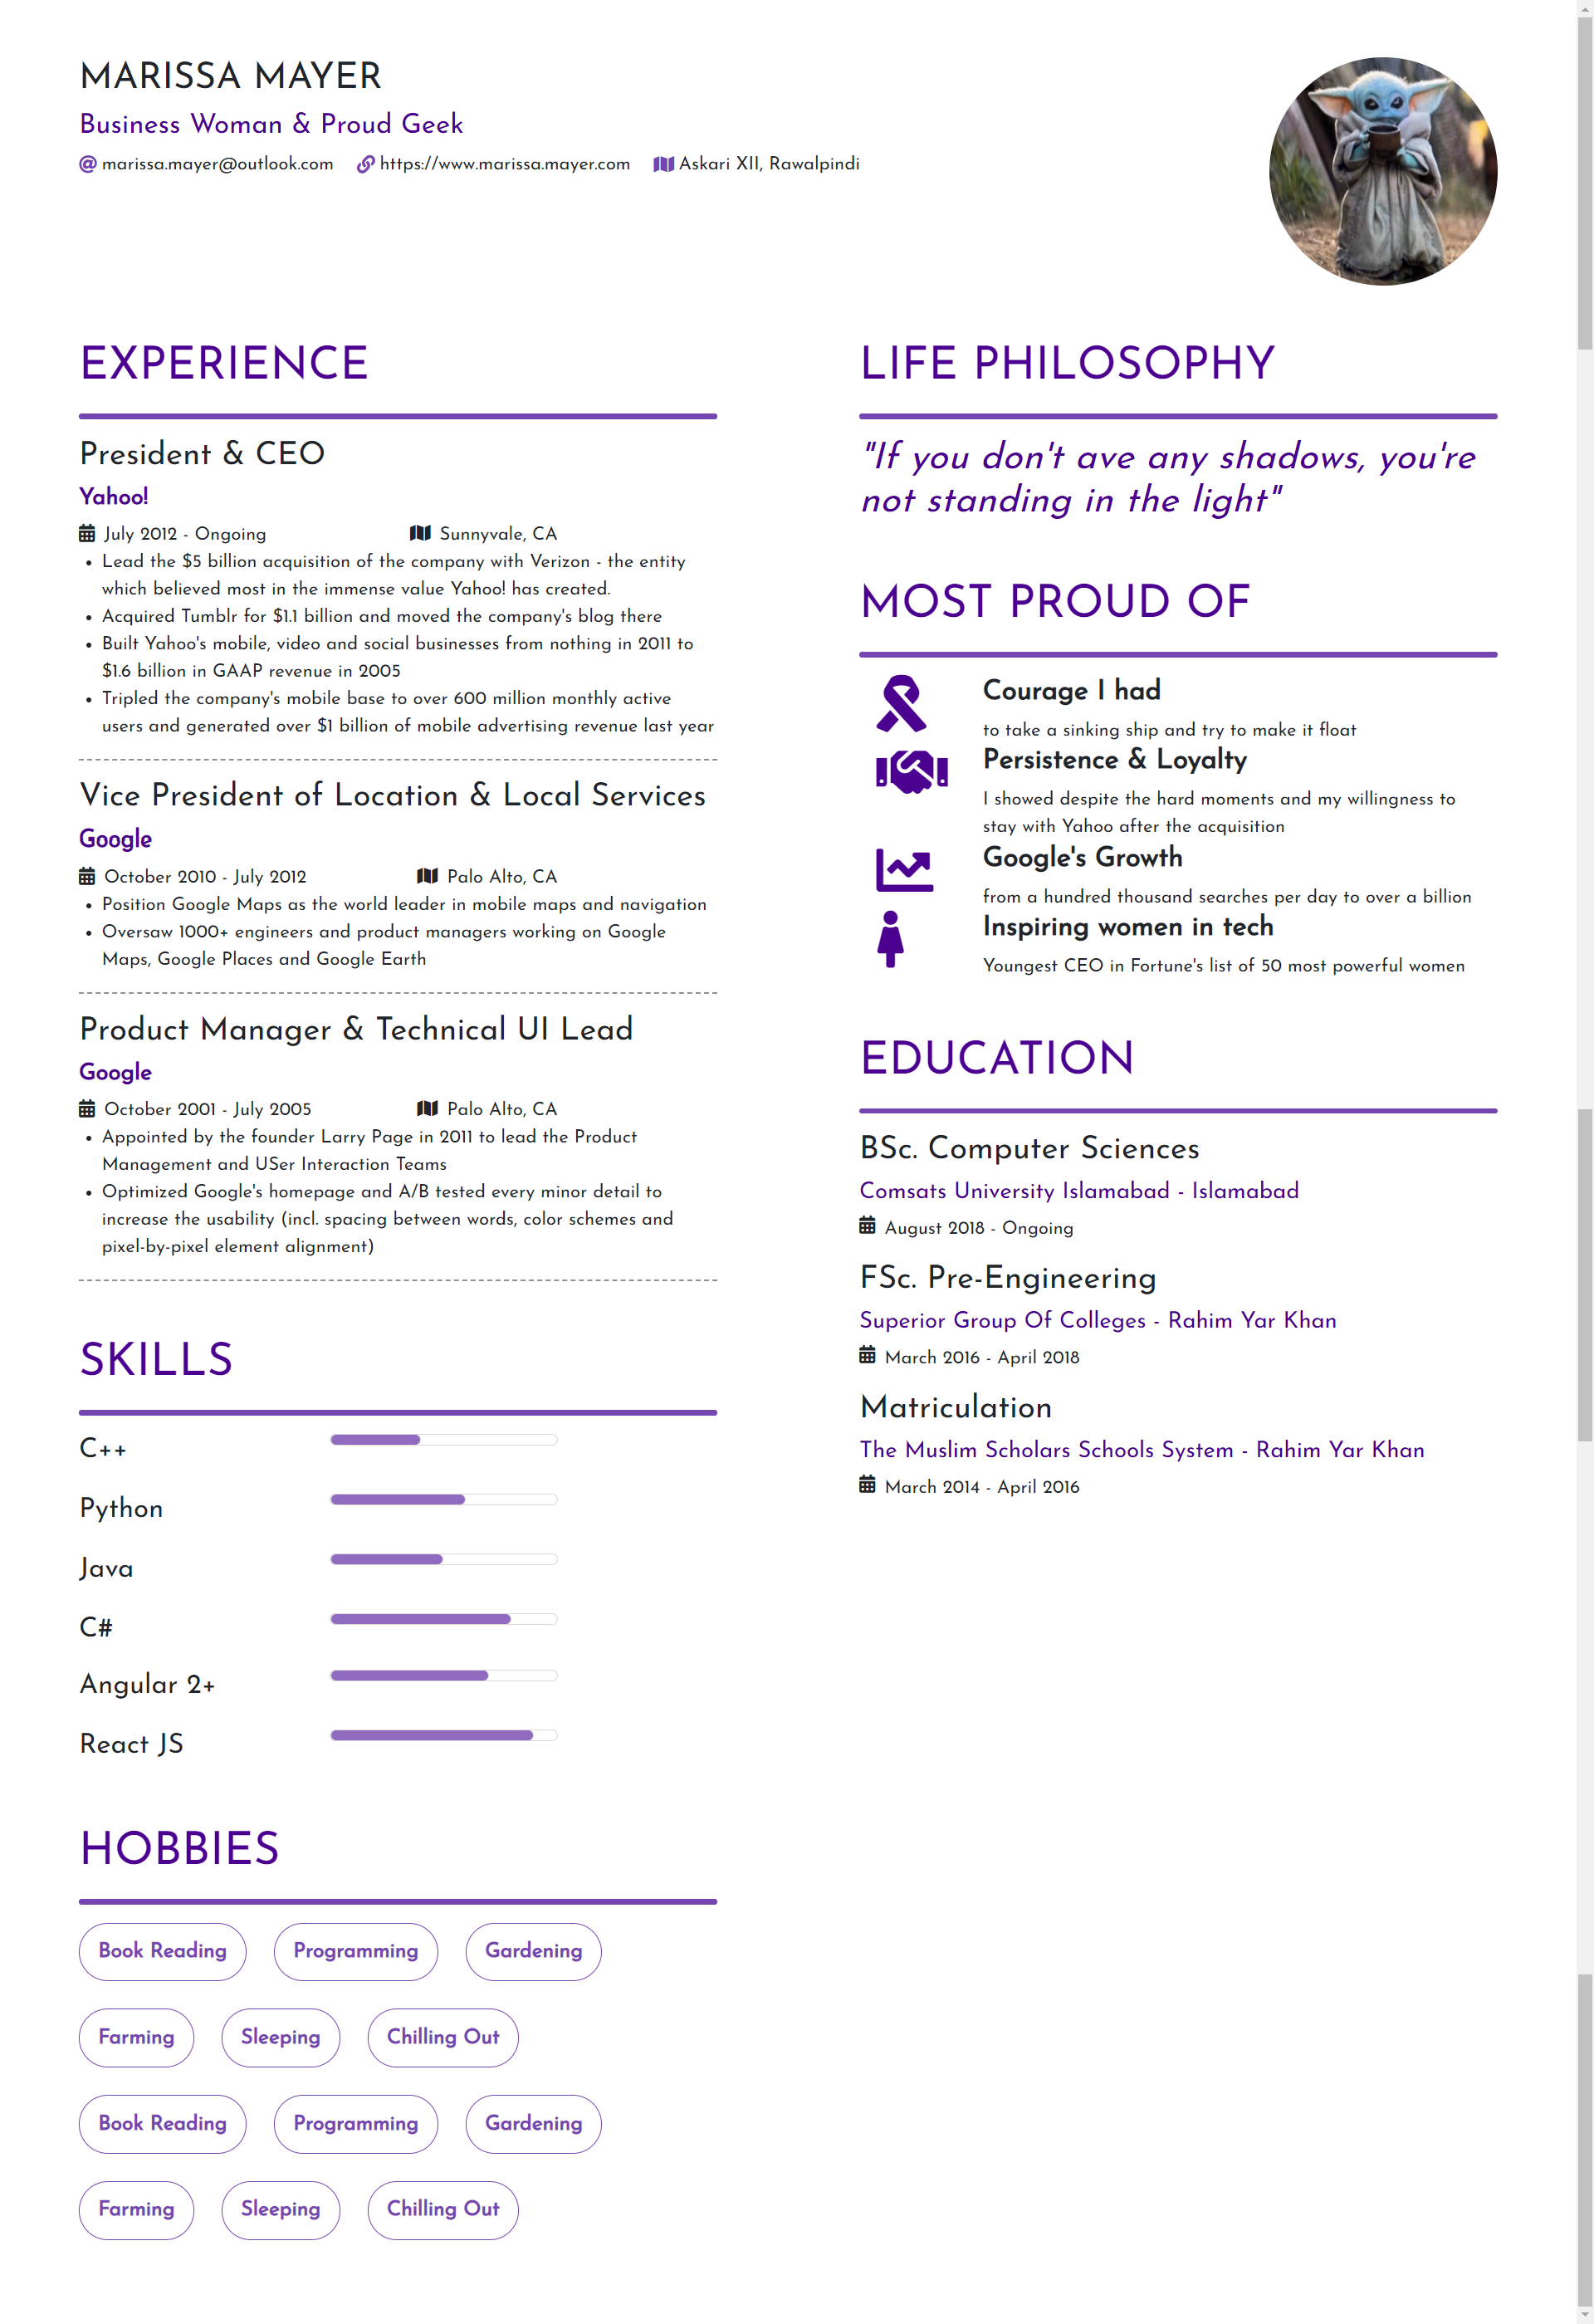 MARISSA MAYER
Business Woman & Proud Geek
marissa.mayer@outlook.com https://www.marissa.mayer.com Askari XII, Rawalpindi
EXPERIENCE
President & CEO
Yahoo!
July 2012 - Ongoing Sunnyvale, CA
• Lead the $5 billion acquisition of the company with Verizon - the entity
which believed most in the immense value Yahoo! has created.
• Acquired Tumblr for $1.1 billion and moved the company's blog there
• Built Yahoo's mobile, video and social businesses from nothing in 2011 to
$1.6 billion in GAAP revenue in 2005
• Tripled the company's mobile base to over 600 million monthly active
users and generated over $1 billion of mobile advertising revenue last year
Vice President of Location & Local Services
Google
October 2010 - July 2012 Palo Alto, CA
• Position Google Maps as the world leader in mobile maps and navigation
• Oversaw 1000+ engineers and product managers working on Google
Maps, Google Places and Google Earth
Product Manager & Technical UI Lead
Google
October 2001 - July 2005 Palo Alto, CA
• Appointed by the founder Larry Page in 2011 to lead the Product
Management and USer Interaction Teams
• Optimized Google's homepage and A/B tested every minor detail to
increase the usability (incl. spacing between words, color schemes and
pixel-by-pixel element alignment)
SKILLS
C++
Python
Java
C#
Angular 2+
React JS
HOBBIES
Book Reading Programming Gardening
Farming Sleeping Chilling Out
Book Reading Programming Gardening
Farming Sleeping Chilling Out
LIFE PHILOSOPHY
"If you don't ave any shadows, you're
not standing in the light"
MOST PROUD OF
Courage I had
to take a sinking ship and try to make it float
Persistence & Loyalty
I showed despite the hard moments and my willingness to
stay with Yahoo after the acquisition
Google's Growth
from a hundred thousand searches per day to over a billion
Inspiring women in tech
Youngest CEO in Fortune's list of 50 most powerful women
EDUCATION
BSc. Computer Sciences
Comsats University Islamabad - Islamabad
August 2018 - Ongoing
FSc. Pre-Engineering
Superior Group Of Colleges - Rahim Yar Khan
March 2016 - April 2018
Matriculation
The Muslim Scholars Schools System - Rahim Yar Khan
March 2014 - April 2016